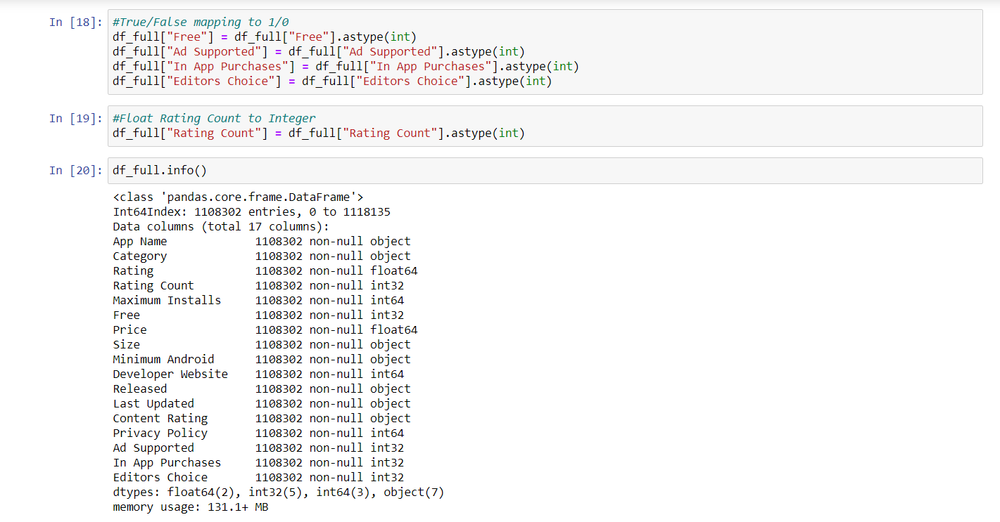 In [18]: #True/False mapping to 1/0
df_full["Free"] = df_full["Free"].astype(int)
df_full["Ad Supported"] = df_full["Ad Supported"].astype(int)
df_full["In App Purchases"] = df_full["In App Purchases"].astype(int)
df_full["Editors Choice"] = df_full["Editors Choice"].astype(int)
In [19]: #Float Rating Count to Integer
df_full["Rating Count"] = df_full["Rating Count"].astype(int)
In [20]: df_full.info()
<class 'pandas.core.frame.DataFrame'>
Int64Index: 1108302 entries, 0 to 1118135
Data columns (total 17 columns):
App Name             1108302 non-null object
Category             1108302 non-null object
Rating               1108302 non-null float64
Rating Count         1108302 non-null int32
Maximum Installs     1108302 non-null int64
Free                 1108302 non-null int32
Price                1108302 non-null float64
Size                 1108302 non-null object
Minimum Android      1108302 non-null object
Developer Website    1108302 non-null int64
Released             1108302 non-null object
Last Updated         1108302 non-null object
Content Rating       1108302 non-null object
Privacy Policy       1108302 non-null int64
Ad Supported         1108302 non-null int32
In App Purchases     1108302 non-null int32
Editors Choice       1108302 non-null int32
dtypes: float64(2), int32(5), int64(3), object(7)
memory usage: 131.1+ MB